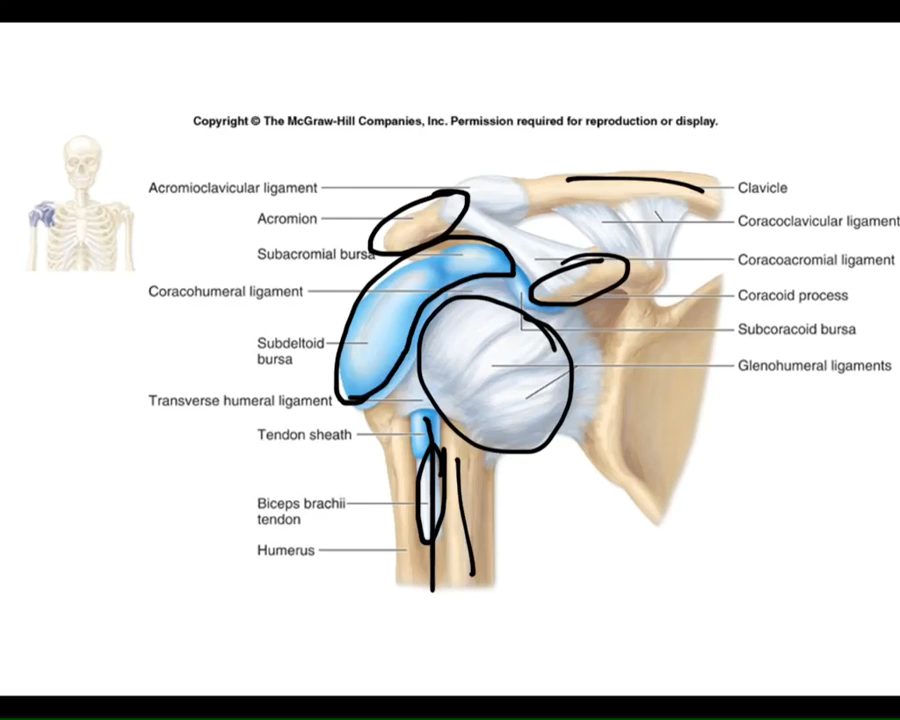 Copyright © The McGraw-Hill Companies, Inc. Permission required for reproduction or display.
Acromioclavicular ligament
Acromion
Subacromial bursa
Coracohumeral ligament
Subdeltoid
bursa
Transverse humeral ligament
Tendon sheath
Biceps brachii
tendon
Humerus
Clavicle
Coracoclavicular ligament
Coracoacromial ligament
Coracoid process
Subcoracoid bursa
Glenohumeral ligaments